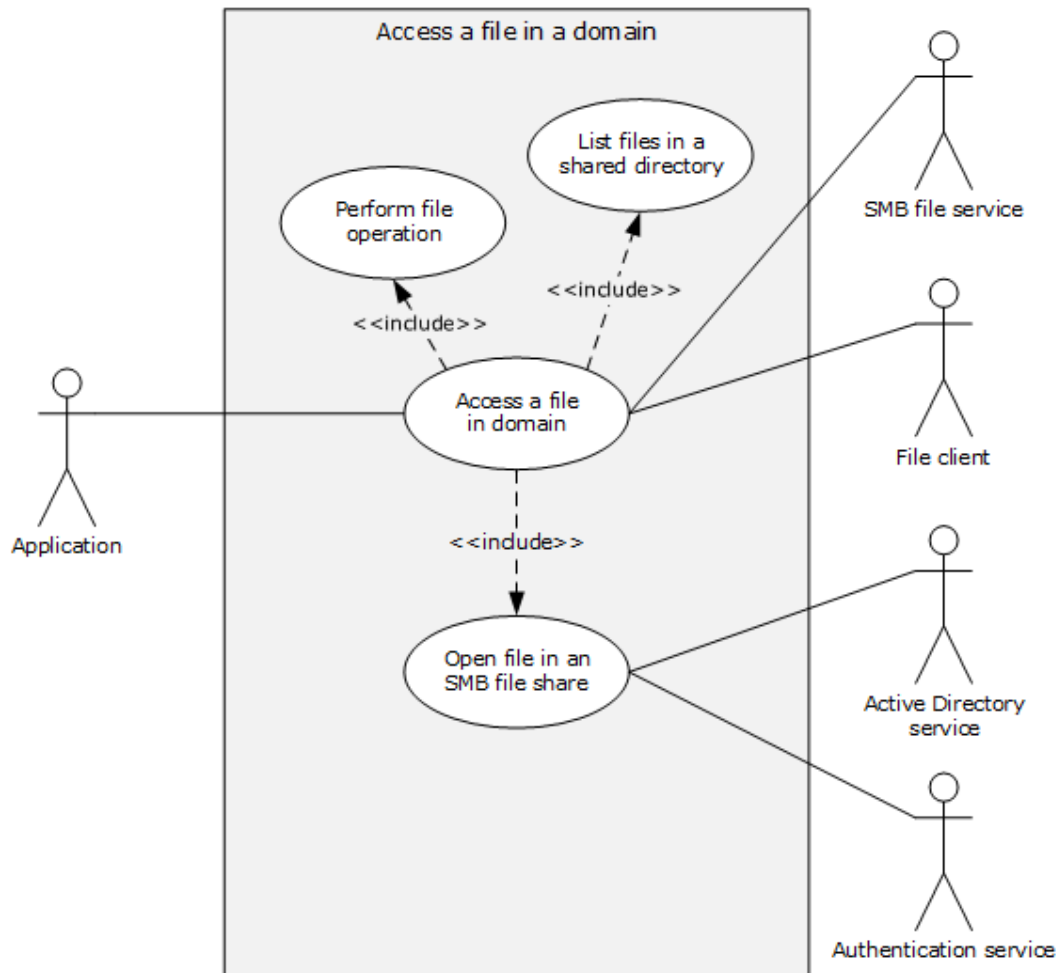 Access a file in a domain
List files in a
shared directory
SMB file service
Perform file
operation
<<include>>
<<include>>
Access a file
in domain
File client
Application
<<include>>
Open file in an
SMB file share
Active Directory
service
Authentication service